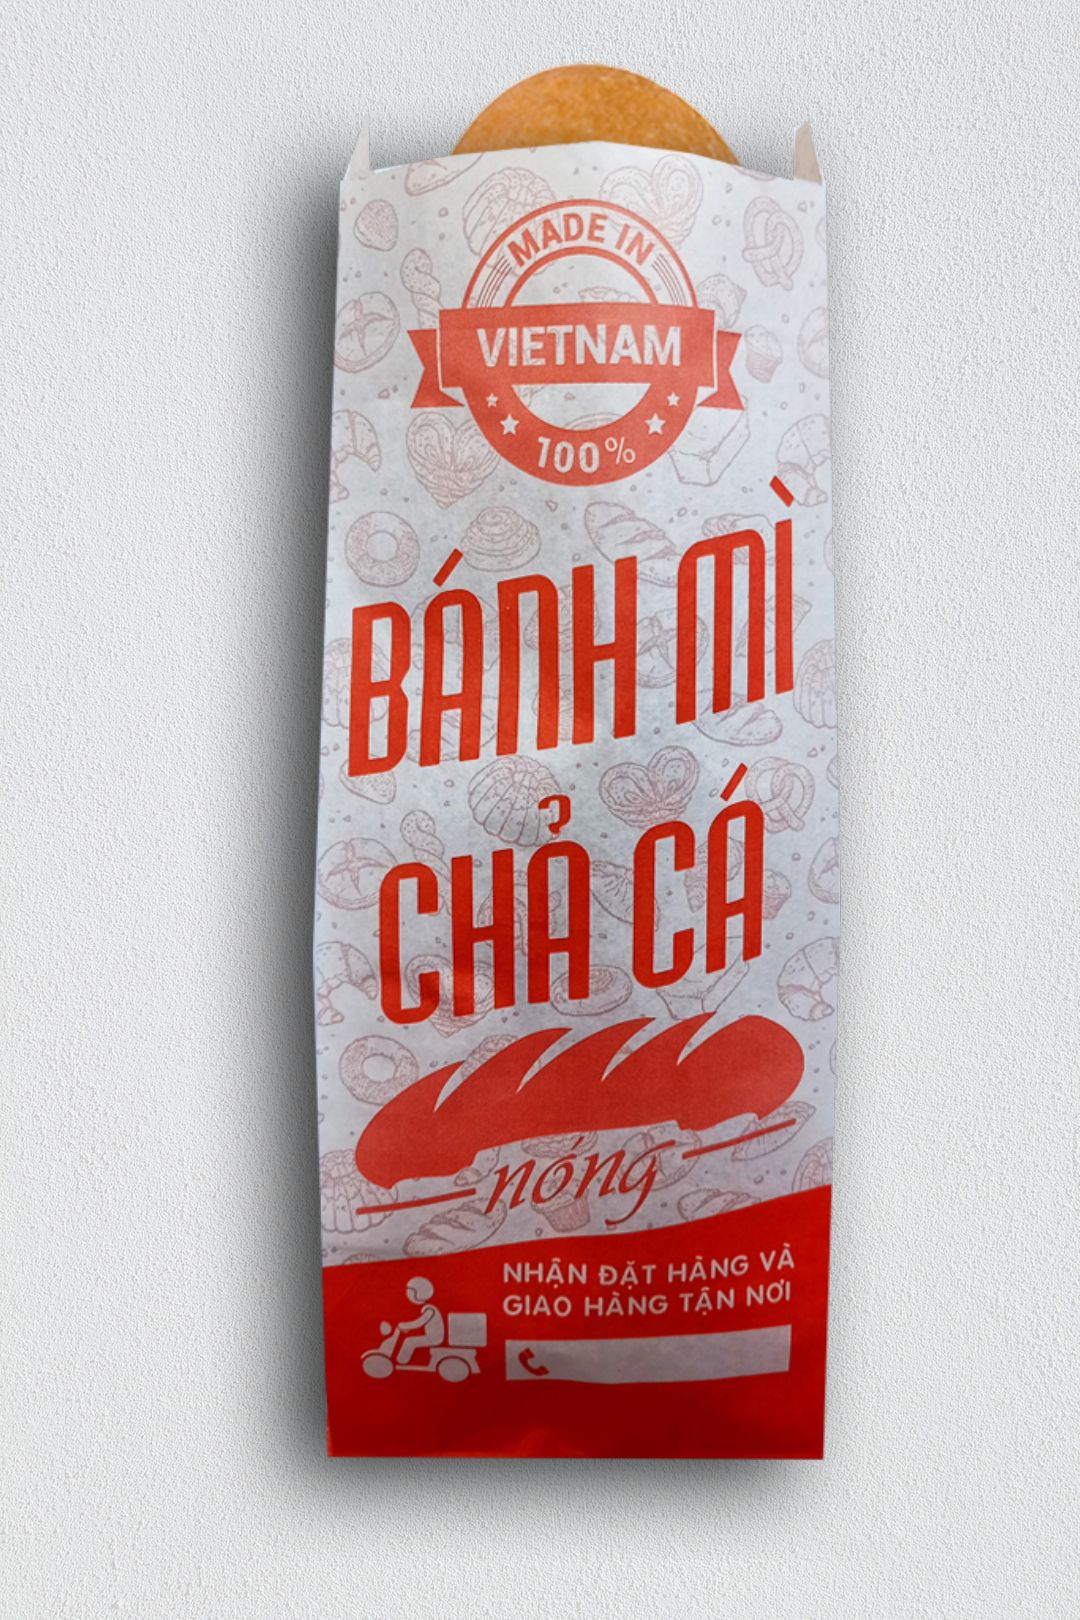 MADE IN
VIETNAM
100%
BÁNH MÌ
CHẢ CÁ
nóng
NHẬN ĐẶT HÀNG VÀ
GIAO HÀNG TẬN NƠI